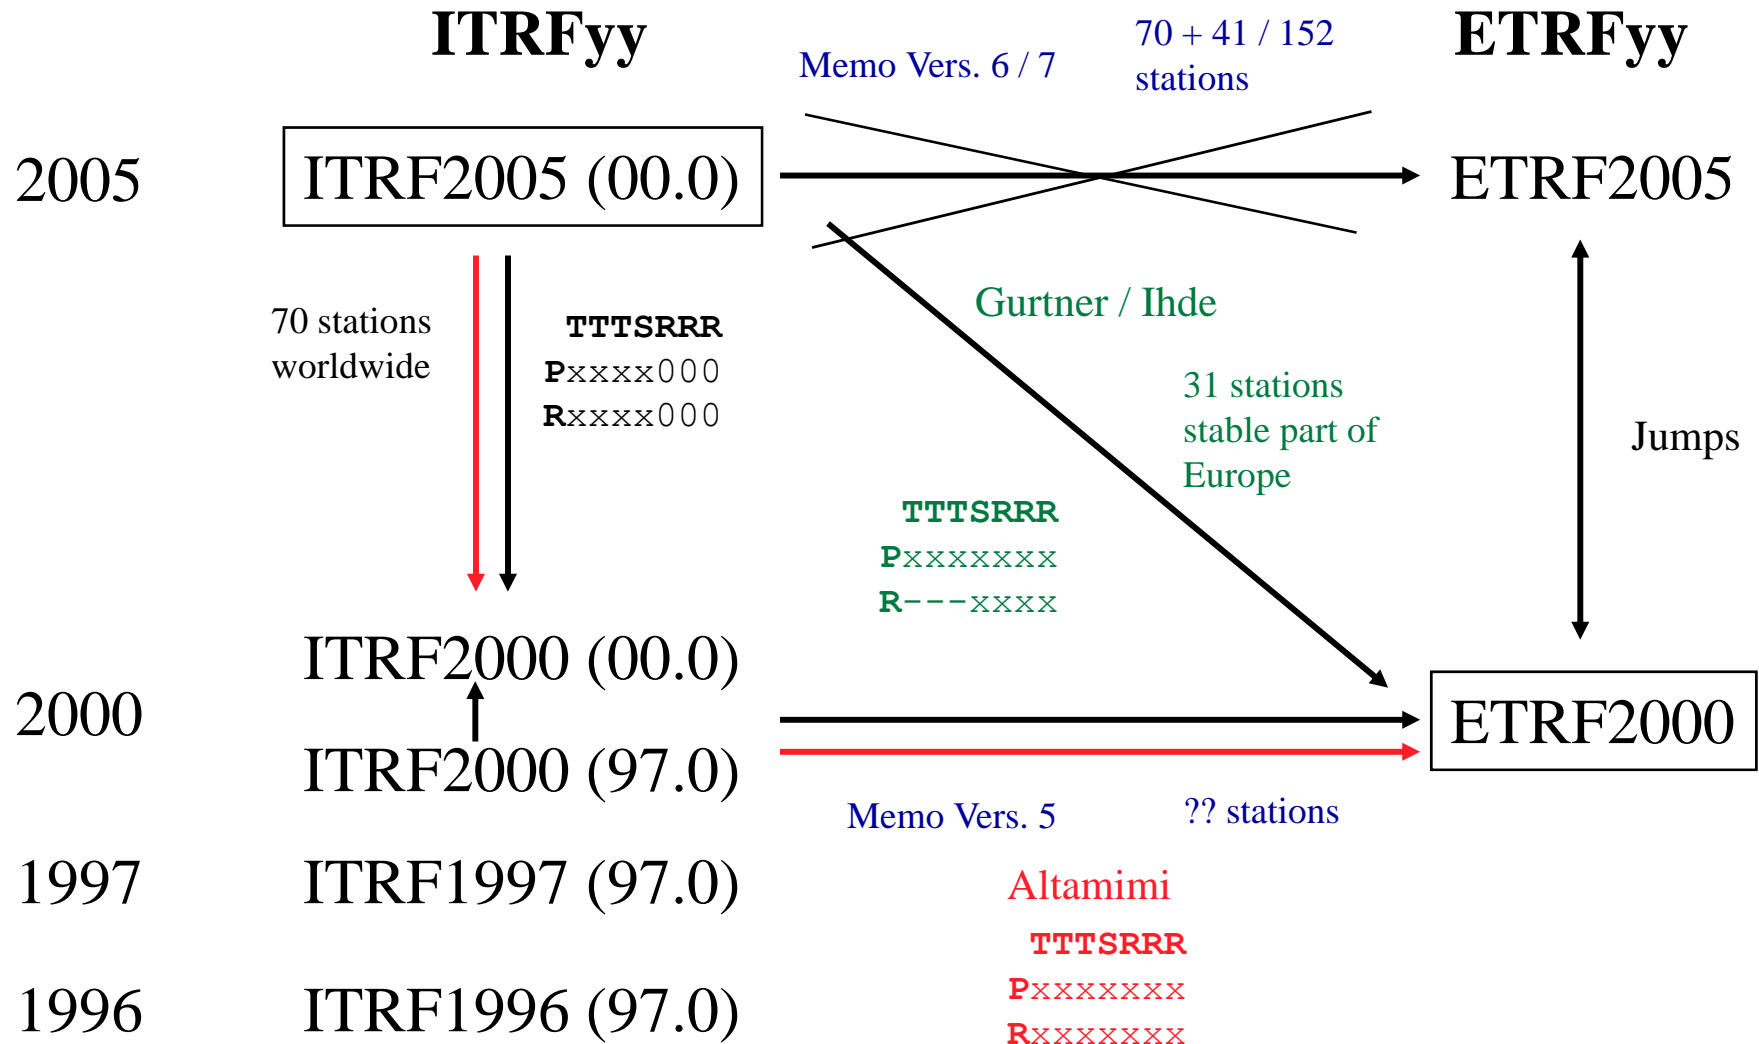 ITRFyy
Memo Vers. 6 / 7
70 + 41 / 152
stations
ETRFyy
2005
ITRF2005 (00.0)
ETRF2005
70 stations
worldwide
TTTSRRR
Pxxxx000
Rxxxx000
Gurtner / Ihde
31 stations
stable part of
Europe
Jumps
TTTSRRR
Pxxxxxxx
R---xxxx
2000
ITRF2000 (00.0)
ITRF2000 (97.0)
ETRF2000
Memo Vers. 5
?? stations
1997
ITRF1997 (97.0)
Altamimi
TTTSRRR
Pxxxxxxx
Rxxxxxxx
1996
ITRF1996 (97.0)